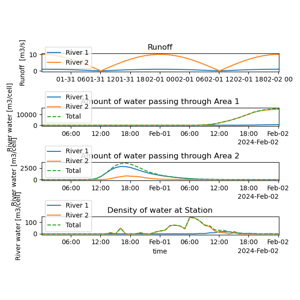 Runoff
Runoff [m3/s]
10
0
River 1
River 2
01-31 06 01-31 12 01-31 18 02-01 00 02-01 06 02-01 12 02-01 18 02-02 00
ount of water passing through Area 1
River water [m3/cell]
10000
0
River 1
River 2
Total
06:00 12:00 18:00 Feb-01 06:00 12:00 18:00 Feb-02
2024-Feb-02
ount of water passing through Area 2
River water [m3/cell]
2500
0
River 1
River 2
Total
06:00 12:00 18:00 Feb-01 06:00 12:00 18:00 Feb-02
2024-Feb-02
Density of water at Station
River water [m3/cell]
100
0
River 1
River 2
Total
06:00 12:00 18:00 Feb-01 06:00 12:00 18:00 Feb-02
time
2024-Feb-02